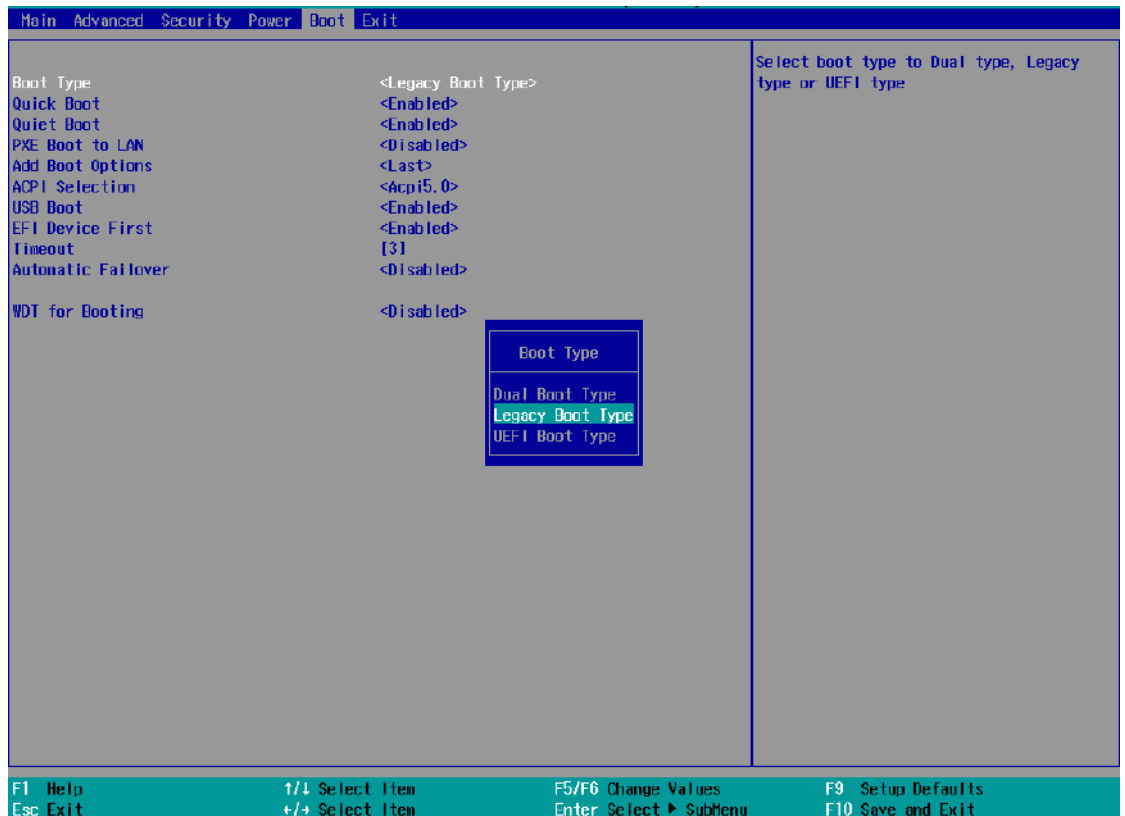 Main Advanced Security Power Boot Exit
Boot Type <Legacy Boot Type>
Quick Boot <Enabled>
Quiet Boot <Enabled>
PXE Boot to LAN <Disabled>
Add Boot Options <Last>
ACPI Selection <Acpi5.0>
USB Boot <Enabled>
EFI Device First <Enabled>
Timeout [3]
Automatic Failover <Disabled>
WDT for Booting <Disabled>
Select boot type to Dual type, Legacy
type or UEFI type
Boot Type
Dual Boot Type
Legacy Boot Type
UEFI Boot Type
F1 Help ↑/↓ Select Item F5/F6 Change Values F9 Setup Defaults
Esc Exit ←/→ Select Item Enter Select ▶ SubMenu F10 Save and Exit